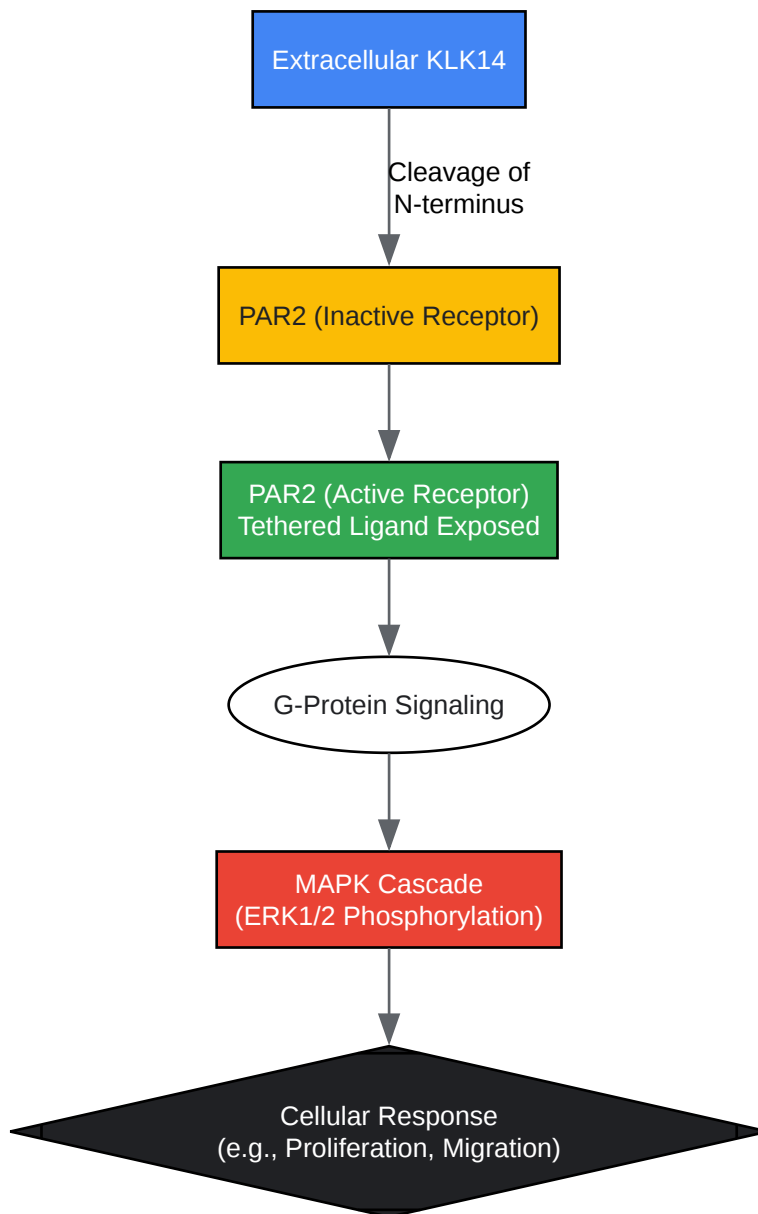 Extracellular KLK14
Cleavage of
N-terminus
PAR2 (Inactive Receptor)
PAR2 (Active Receptor)
Tethered Ligand Exposed
G-Protein Signaling
MAPK Cascade
(ERK1/2 Phosphorylation)
Cellular Response
(e.g., Proliferation, Migration)